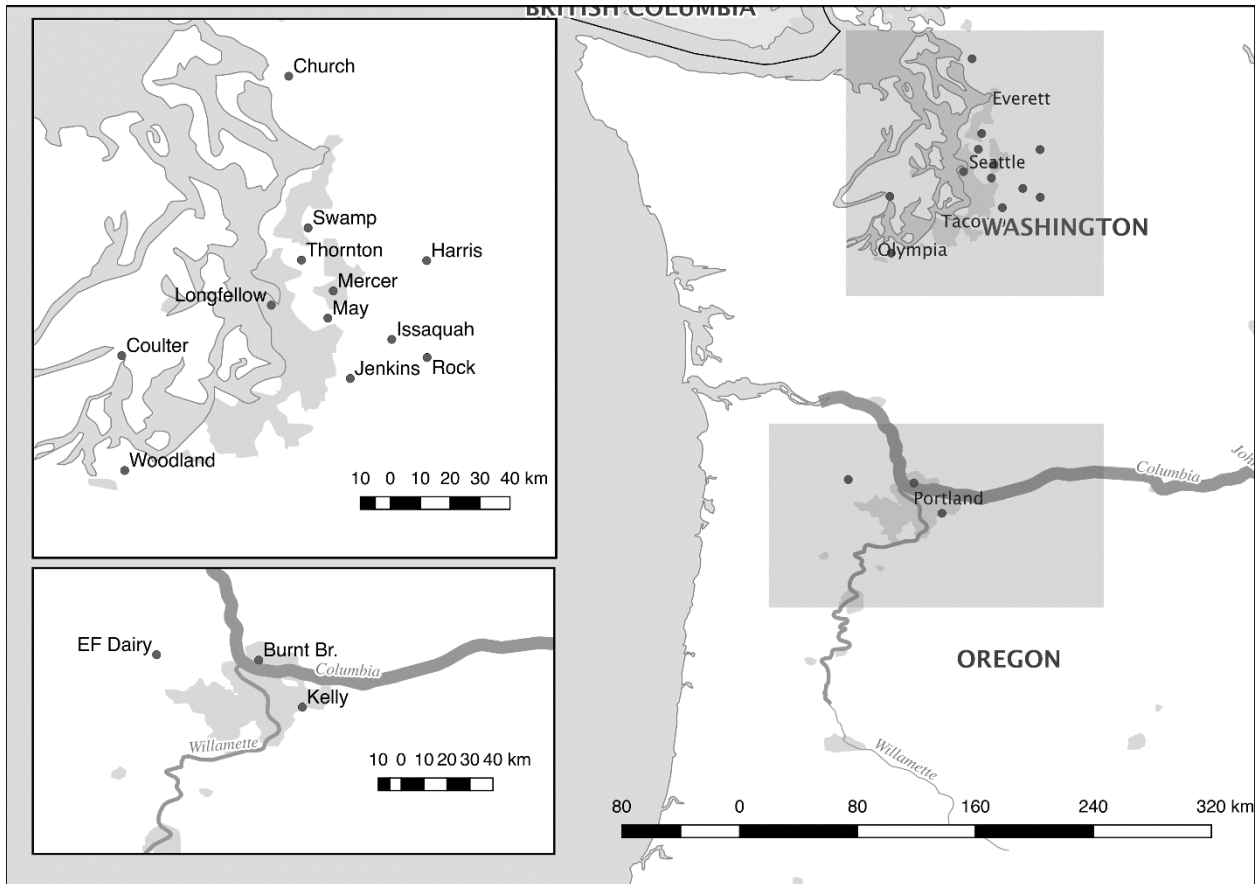 BRITISH COLUMBIA
Church
Swamp
Thornton
Harris
Mercer
Longfellow
May
Issaquah
Coulter
Jenkins
Rock
Woodland
10 0 10 20 30 40 km
EF Dairy
Burnt Br.
Columbia
Kelly
Willamette
10 0 10 20 30 40 km
Everett
Seattle
WASHINGTON
Olympia
Columbia
Portland
OREGON
Willamette
80 0 80 160 240 320 km